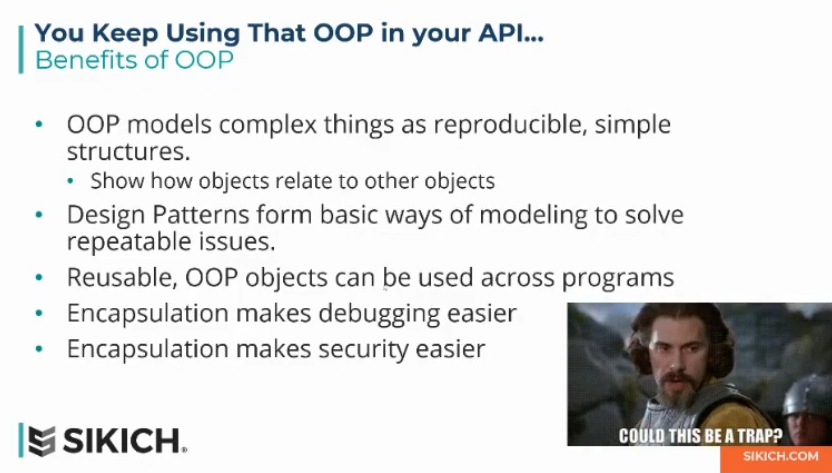 You Keep Using That OOP in your API...
Benefits of OOP
• OOP models complex things as reproducible, simple
structures.
• Show how objects relate to other objects
• Design Patterns form basic ways of modeling to solve
repeatable issues.
• Reusable, OOP objects can be used across programs
• Encapsulation makes debugging easier
• Encapsulation makes security easier
COULD THIS BE A TRAP?
SIKICH®
SIKICH.COM